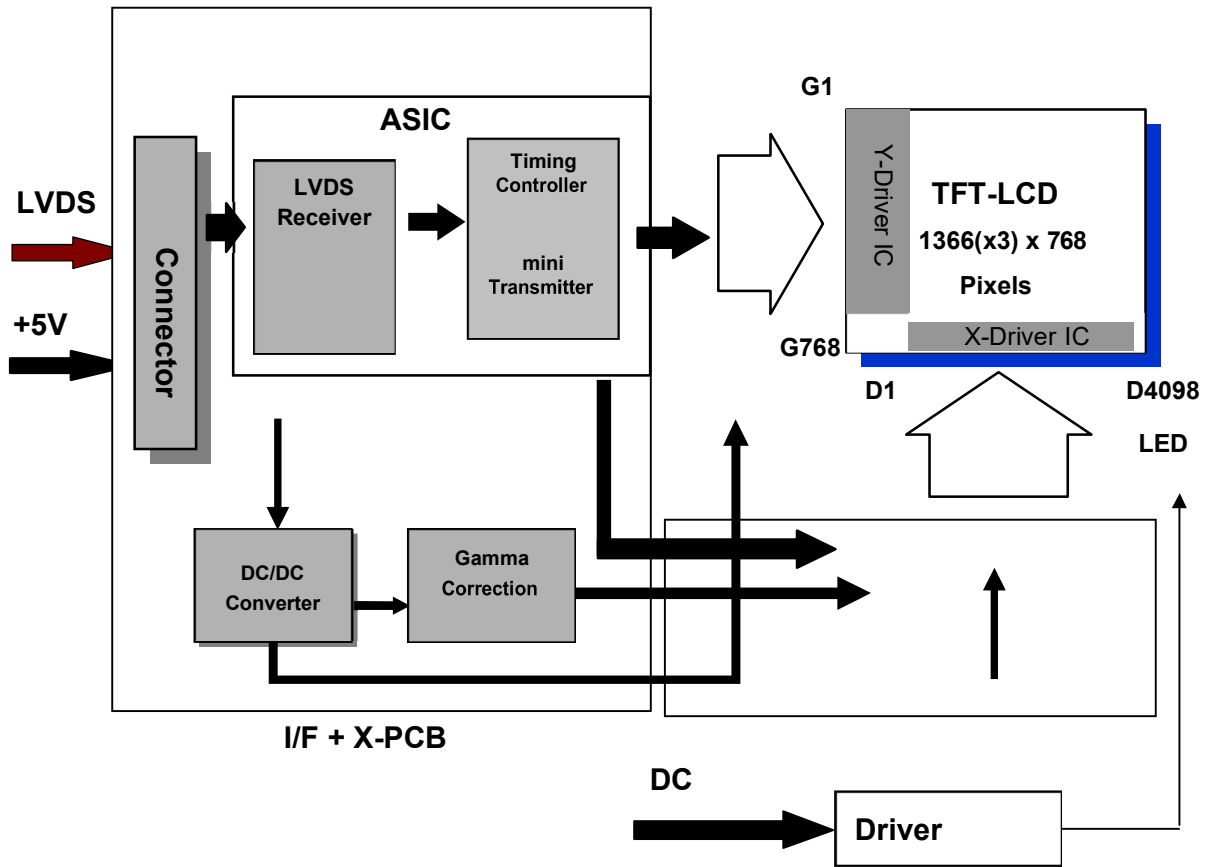 G1
ASIC
Timing
Controller
mini
Transmitter
LVDS
Receiver
LVDS
+5V
Connector
Y-Driver IC
TFT-LCD
1366(x3) x 768
Pixels
X-Driver IC
G768
D1
D4098
LED
DC/DC
Converter
Gamma
Correction
I/F + X-PCB
DC
Driver